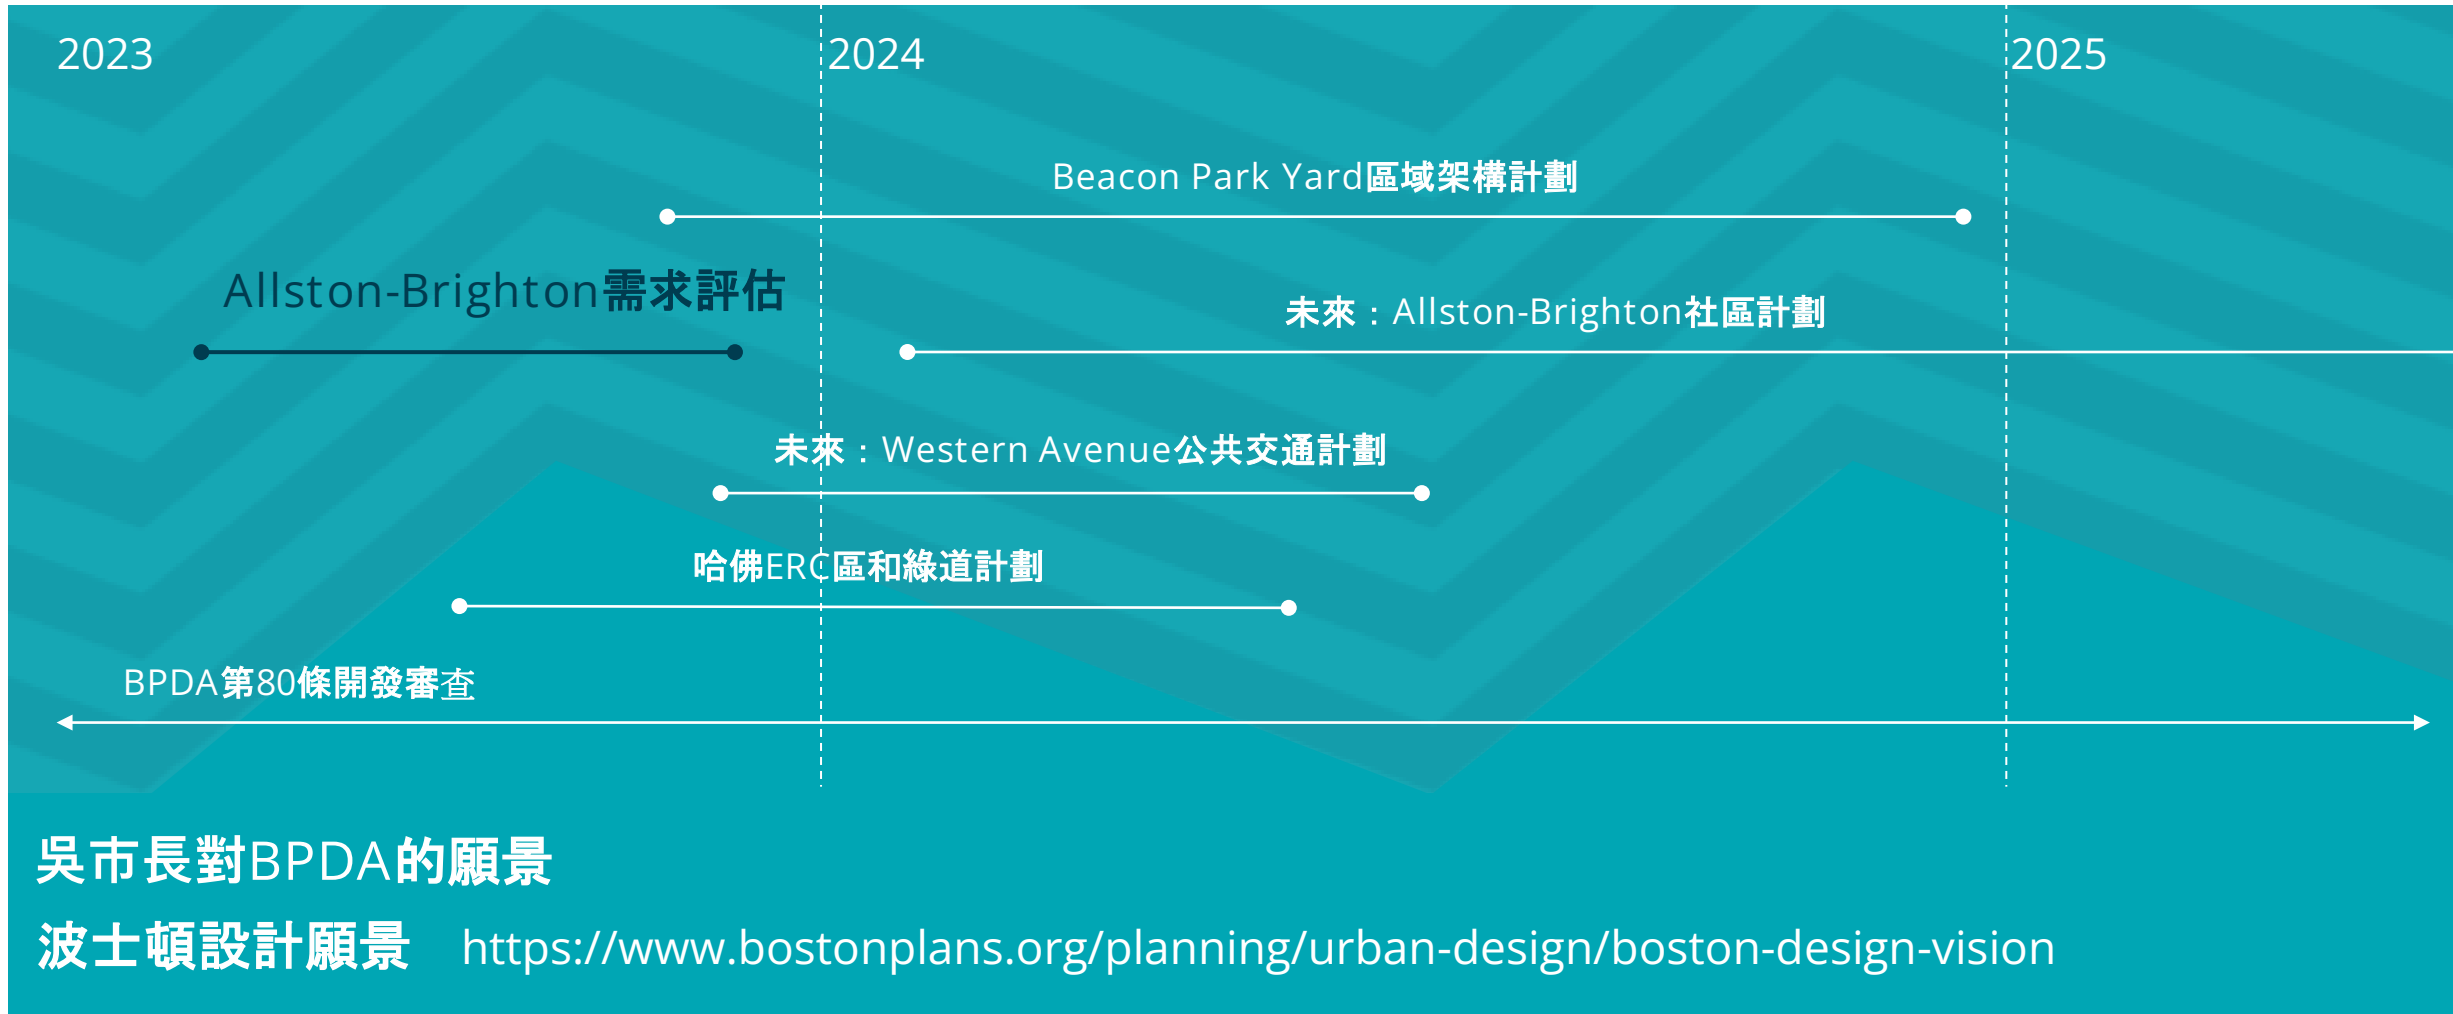 2023
2024
2025
Beacon Park Yard區域架構計劃
Allston-Brighton需求評估
未來：Allston-Brighton社區計劃
未來：Western Avenue公共交通計劃
哈佛ERC區和綠道計劃
BPDA第80條開發審查
吳市長對BPDA的願景
波士頓設計願景 https://www.bostonplans.org/planning/urban-design/boston-design-vision